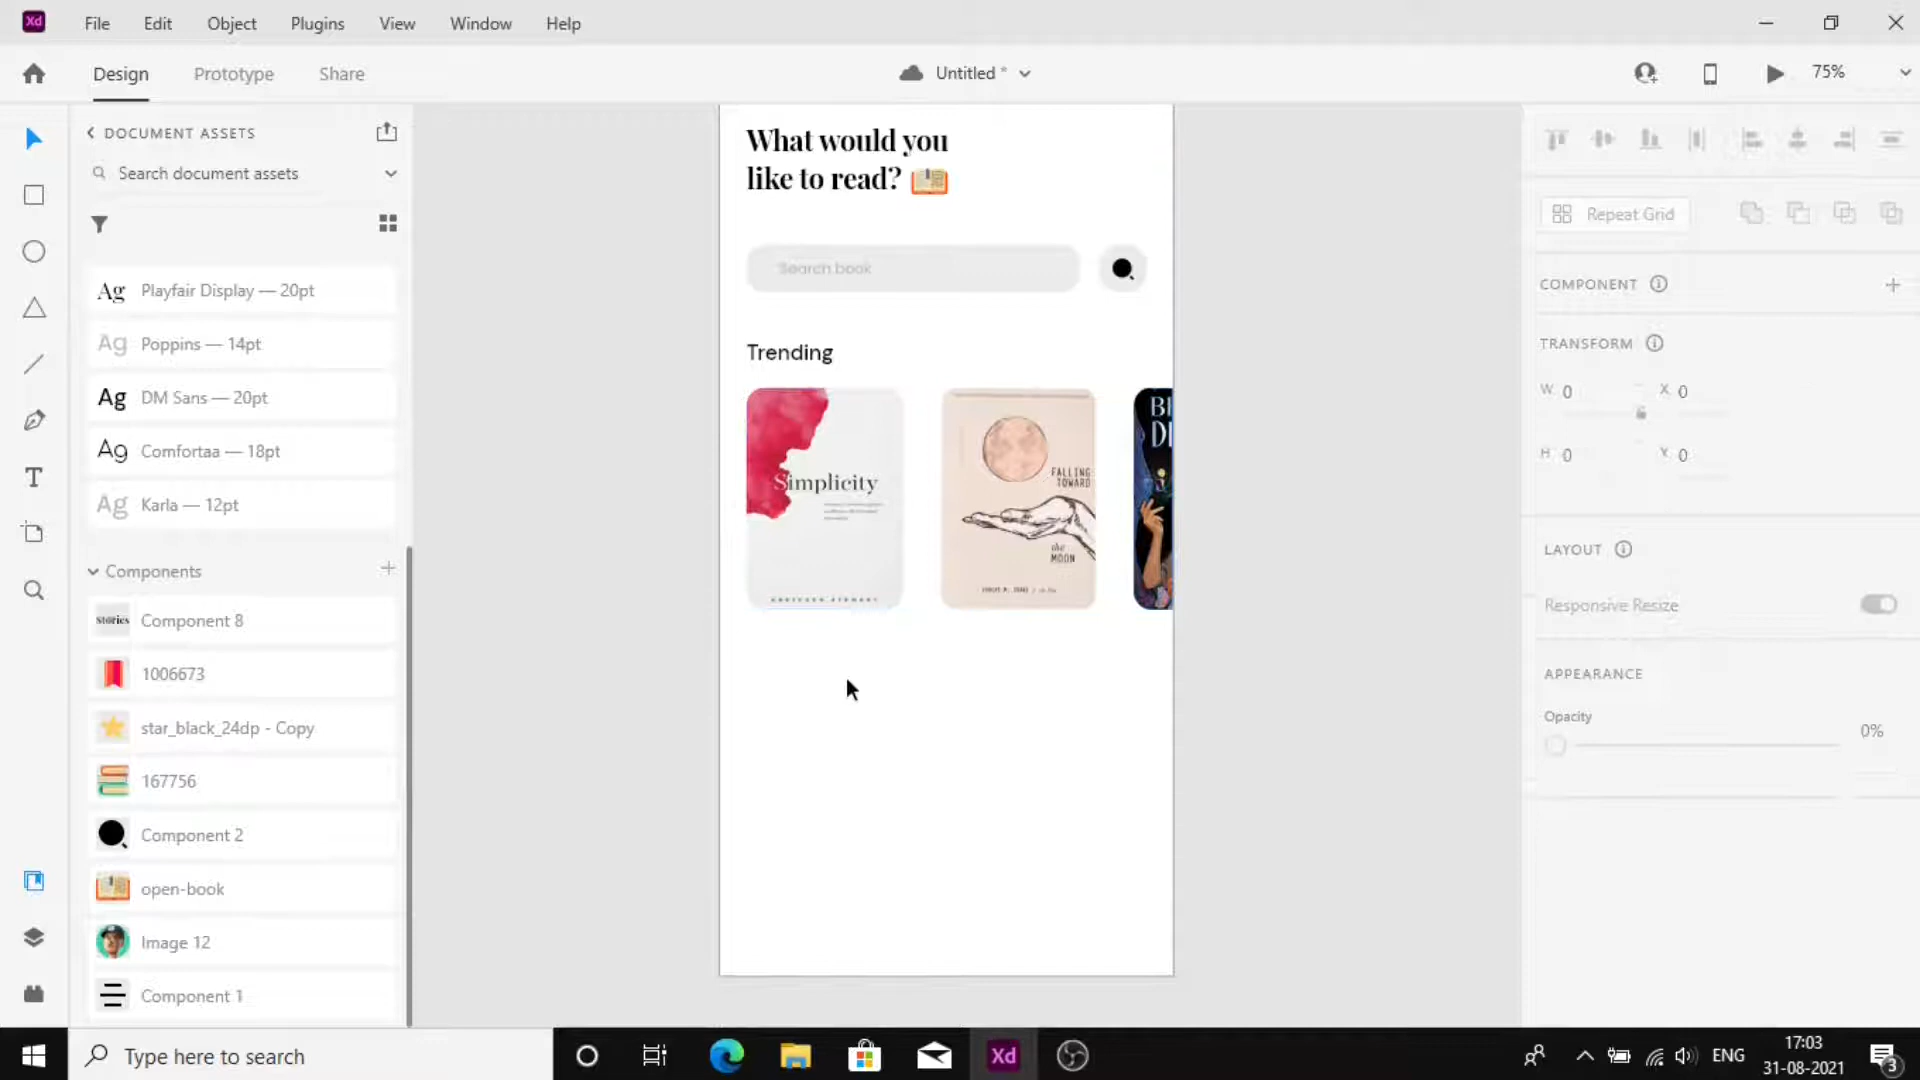 Xd File Edit Object Plugins View Window Help
Design Prototype Share Untitled * 75%
DOCUMENT ASSETS
Search document assets
Ag Playfair Display — 20pt
Ag Poppins — 14pt
Ag DM Sans — 20pt
Ag Comfortaa — 18pt
Ag Karla — 12pt
Components
Stories Component 8
1006673
star_black_24dp - Copy
167756
Component 2
open-book
Image 12
Component 1
What would you
like to read?
Search book
Trending
Simplicity
FALLING
TOWARD
the
MOON
Repeat Grid
COMPONENT
TRANSFORM
W 0 X 0
H 0 Y 0
LAYOUT
Responsive Resize
APPEARANCE
Opacity
0%
Type here to search
Xd
ENG
17:03
31-08-2021
3